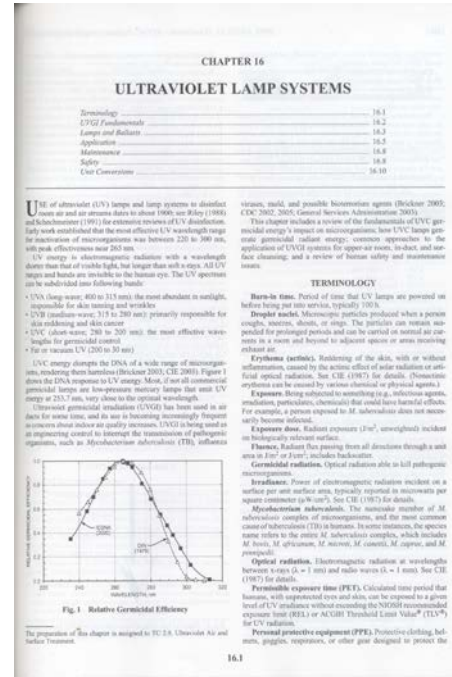 CHAPTER 16
ULTRAVIOLET LAMP SYSTEMS
Terminology 16.1
UVGI Fundamentals 16.2
Lamps and Ballasts 16.3
Application 16.5
Maintenance 16.8
Safety 16.8
Unit Conversions 16.10
USE of ultraviolet (UV) lamps and lamp systems to disinfect
room air and air streams dates to about 1900; see Riley (1988)
and Schechmeister (1991) for extensive reviews of UV disinfection.
Early work established that the most effective UV wavelength range
for inactivation of microorganisms was between 220 to 300 nm,
with peak effectiveness near 265 nm.
UV energy is electromagnetic radiation with a wavelength
shorter than that of visible light, but longer than soft x-rays. All UV
ranges and bands are invisible to the human eye. The UV spectrum
can be subdivided into following bands:
• UVA (long-wave; 400 to 315 nm): the most abundant in sunlight,
responsible for skin tanning and wrinkles
• UVB (medium-wave; 315 to 280 nm): primarily responsible for
skin reddening and skin cancer
• UVC (short-wave; 280 to 200 nm): the most effective wave-
lengths for germicidal control
• Far or vacuum UV (200 to 30 nm)
UVC energy disrupts the DNA of a wide range of microorgan-
isms, rendering them harmless (Brickner 2003; CIE 2003). Figure 1
shows the DNA response to UV energy. Most, if not all commercial
germicidal lamps are low-pressure mercury lamps that emit UV
energy at 253.7 nm, very close to the optimal wavelength.
Ultraviolet germicidal irradiation (UVGI) has been used in air
ducts for some time, and its use is becoming increasingly frequent
as concern about indoor air quality increases. UVGI is being used as
an engineering control to interrupt the transmission of pathogenic
organisms, such as Mycobacterium tuberculosis (TB), influenza
RELATIVE GERMICIDAL EFFICIENCY
WAVELENGTH, nm
Fig. 1 Relative Germicidal Efficiency
The preparation of this chapter is assigned to TC 2.9, Ultraviolet Air and
Surface Treatment.
viruses, mold, and possible bioterrorism agents (Brickner 2003;
CDC 2002, 2005; General Services Administration 2003).
This chapter includes a review of the fundamentals of UVC ger-
micidal energy's impact on microorganisms; how UVC lamps gen-
erate germicidal radiant energy; common approaches to the
application of UVGI systems for upper-air room, in-duct, and sur-
face cleansing; and a review of human safety and maintenance
issues.
TERMINOLOGY
Burn-in time. Period of time that UV lamps are powered on
before being put into service, typically 100 h.
Droplet nuclei. Microscopic particles produced when a person
coughs, sneezes, shouts, or sings. The particles can remain sus-
pended for prolonged periods and can be carried on normal air cur-
rents in a room and beyond to adjacent spaces or areas receiving
exhaust air.
Erythema (actinic). Reddening of the skin, with or without
inflammation, caused by the actinic effect of solar radiation or arti-
ficial optical radiation. See CIE (1987) for details. (Nonactinic
erythema can be caused by various chemical or physical agents.)
Exposure. Being subjected to something (e.g., infectious agents,
irradiation, particulates, chemicals) that could have harmful effects.
For example, a person exposed to M. tuberculosis does not neces-
sarily become infected.
Exposure dose. Radiant exposure (J/m², unweighted) incident
on biologically relevant surface.
Fluence. Radiant flux passing from all directions through a unit
area in J/m² or J/cm²; includes backscatter.
Germicidal radiation. Optical radiation able to kill pathogenic
microorganisms.
Irradiance. Power of electromagnetic radiation incident on a
surface per unit surface area, typically reported in microwatts per
square centimeter (μW/cm²). See CIE (1987) for details.
Mycobacterium tuberculosis. The namesake member of M.
tuberculosis complex of microorganisms, and the most common
cause of tuberculosis (TB) in humans. In some instances, the species
name refers to the entire M. tuberculosis complex, which includes
M. bovis, M. africanum, M. microti, M. canettii, M. caprae, and M.
pinnipedii.
Optical radiation. Electromagnetic radiation at wavelengths
between x-rays (λ = 1 nm) and radio waves (λ = 1 mm). See CIE
(1987) for details.
Permissible exposure time (PET). Calculated time period that
humans, with unprotected eyes and skin, can be exposed to a given
level of UV irradiance without exceeding the NIOSH recommended
exposure limit (REL) or ACGIH Threshold Limit Value® (TLV®)
for UV radiation.
Personal protective equipment (PPE). Protective clothing, hel-
mets, goggles, respirators, or other gear designed to protect the
16.1